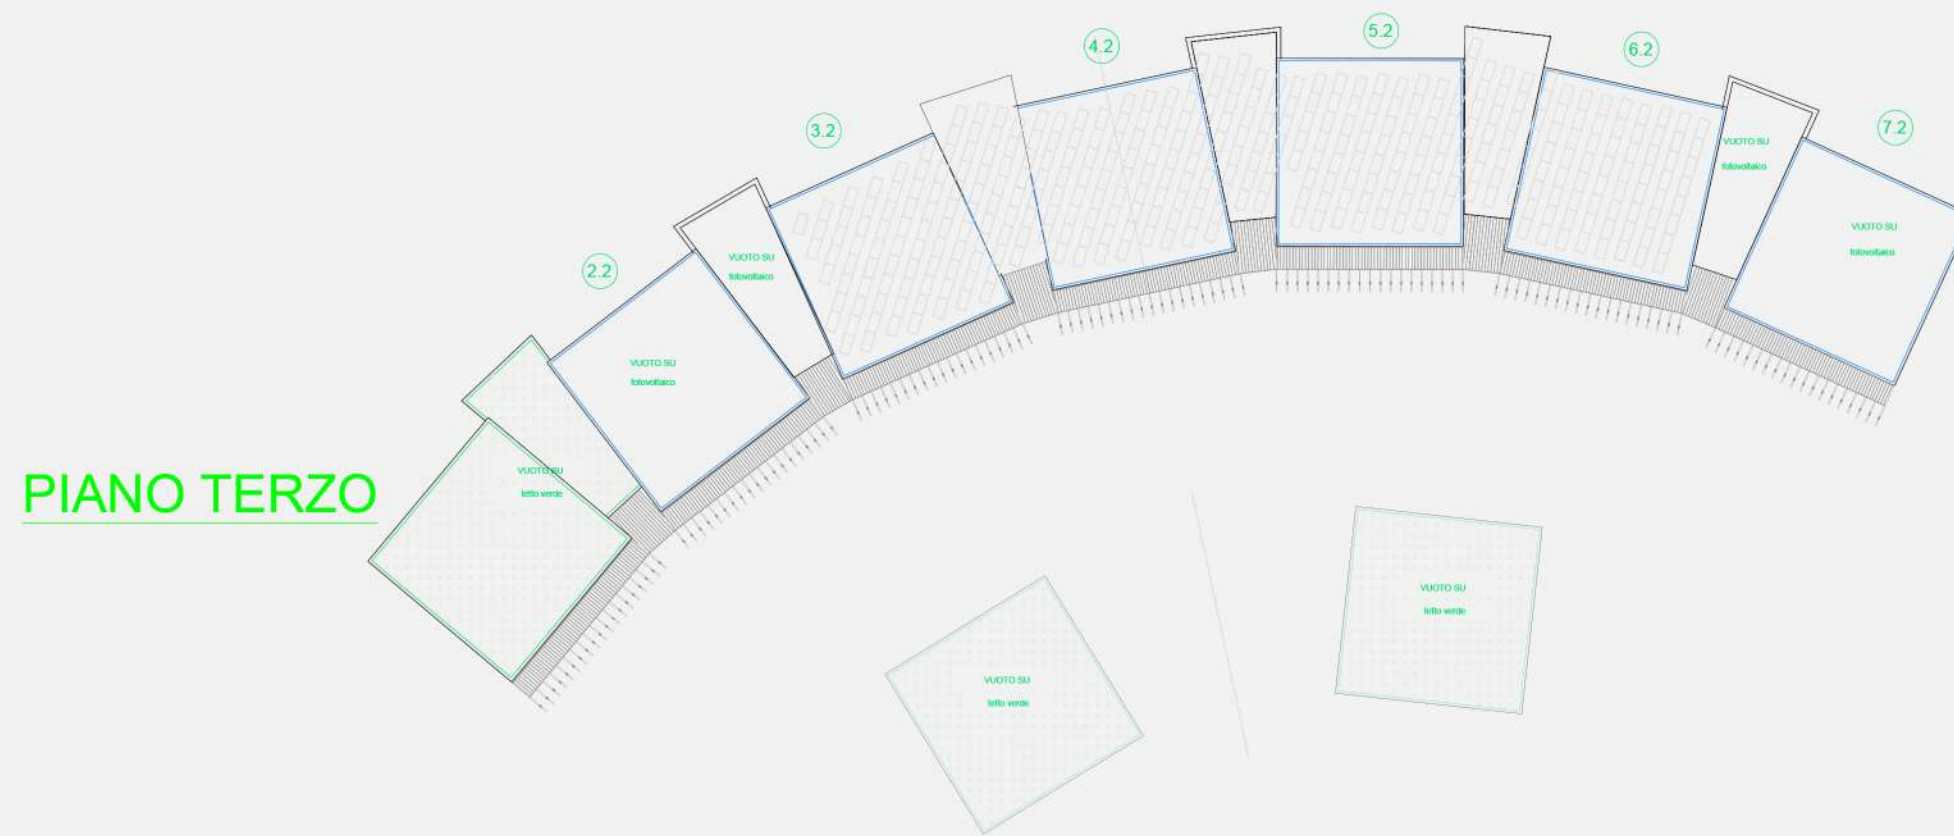 5.2
4.2
6.2
3.2
7.2
VUOTO SU
fotovoltaico
VUOTO SU
fotovoltaico
VUOTO SU
fotovoltaico
2.2
VUOTO SU
fotovoltaico
VUOTO SU
tetto verde
PIANO TERZO
VUOTO SU
tetto verde
VUOTO SU
tetto verde